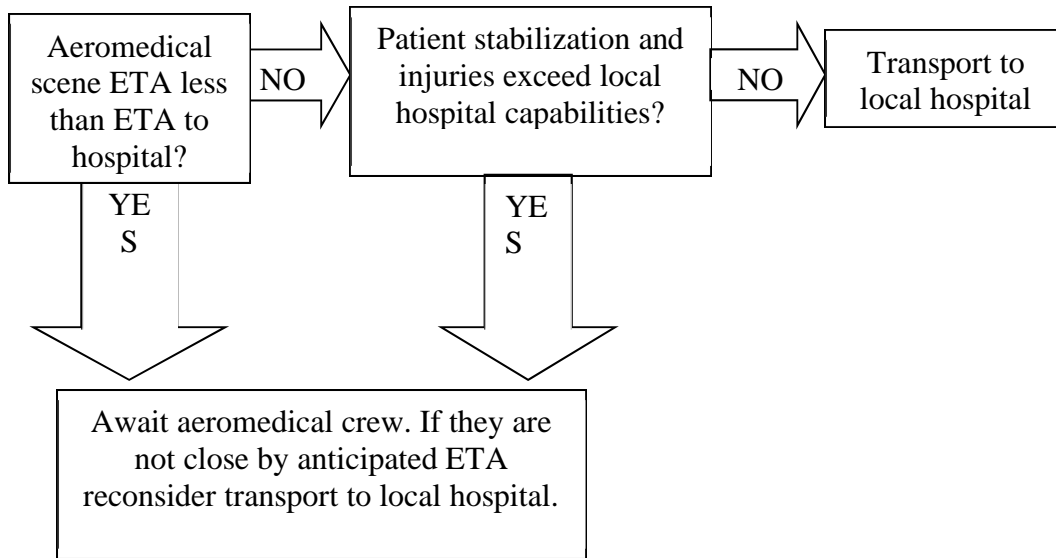 Aeromedical
scene ETA less
than ETA to
hospital?
NO
Patient stabilization and
injuries exceed local
hospital capabilities?
NO
Transport to
local hospital
YE
S
YE
S
Await aeromedical crew. If they are
not close by anticipated ETA
reconsider transport to local hospital.